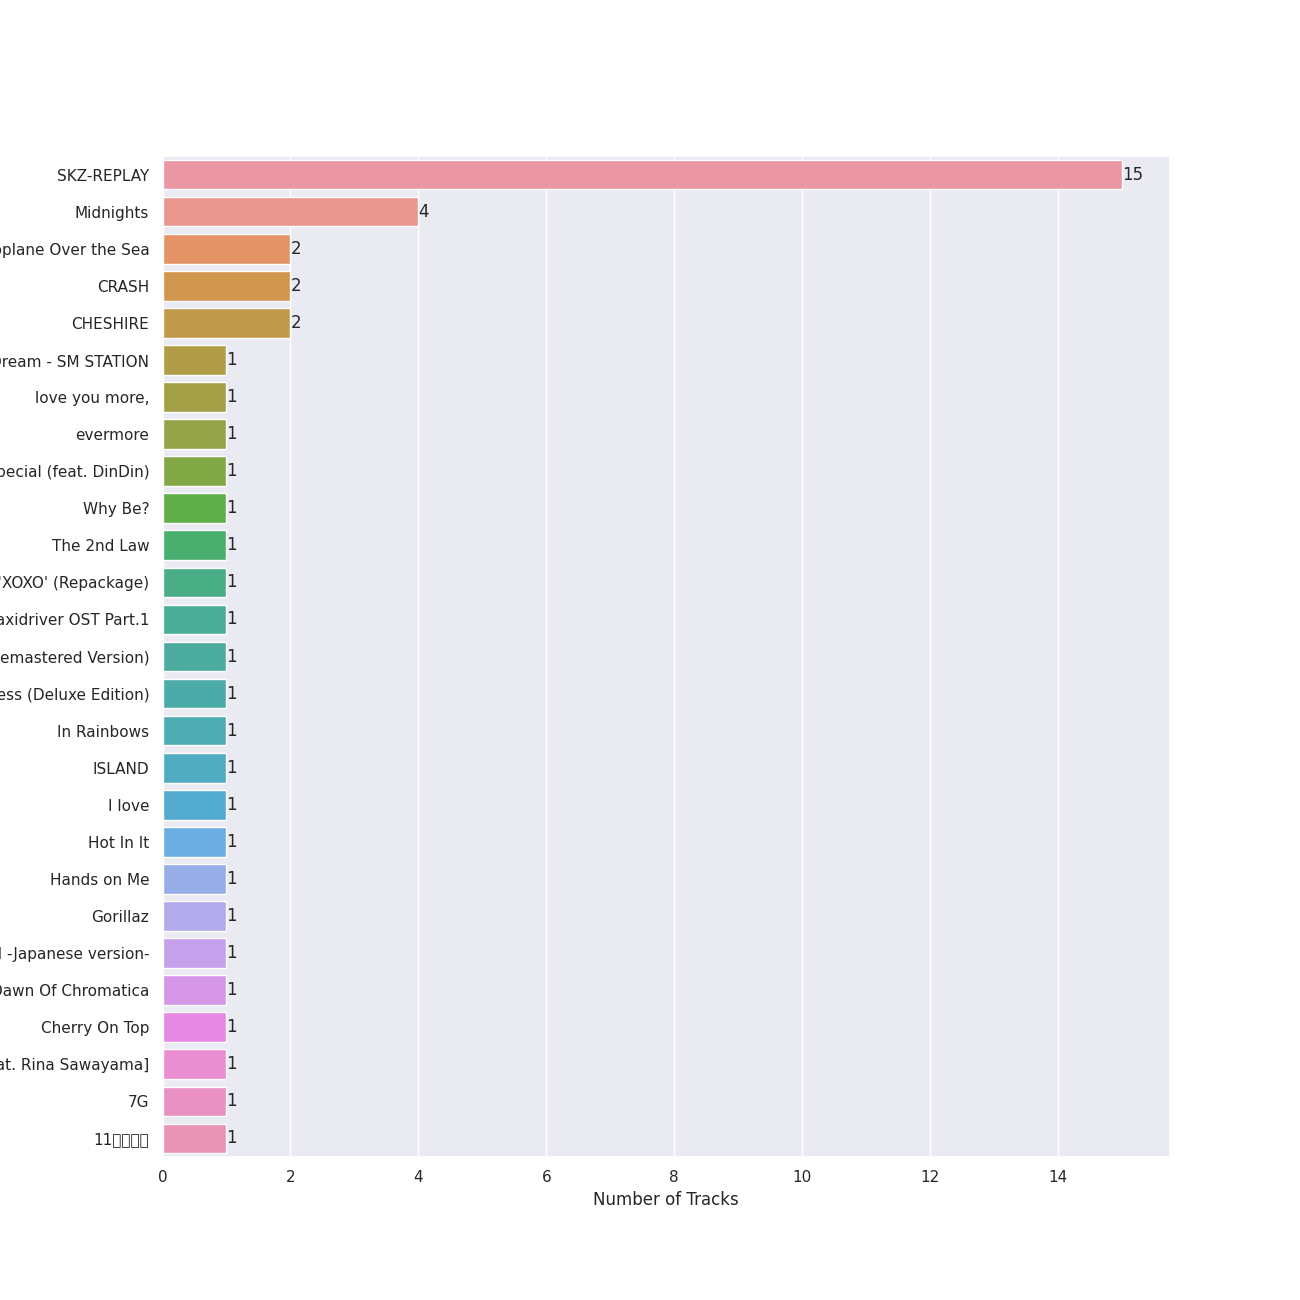 SKZ-REPLAY 15
Midnights 4
plane Over the Sea 2
CRASH 2
CHESHIRE 2
ream - SM STATION 1
love you more, 1
evermore 1
pecial (feat. DinDin) 1
Why Be? 1
The 2nd Law 1
'XOXO' (Repackage) 1
axidriver OST Part.1 1
emastered Version) 1
ess (Deluxe Edition) 1
In Rainbows 1
ISLAND 1
I love 1
Hot In It 1
Hands on Me 1
Gorillaz 1
-Japanese version- 1
Dawn Of Chromatica 1
Cherry On Top 1
at. Rina Sawayama] 1
7G 1
11 1
0 2 4 6 8 10 12 14
Number of Tracks